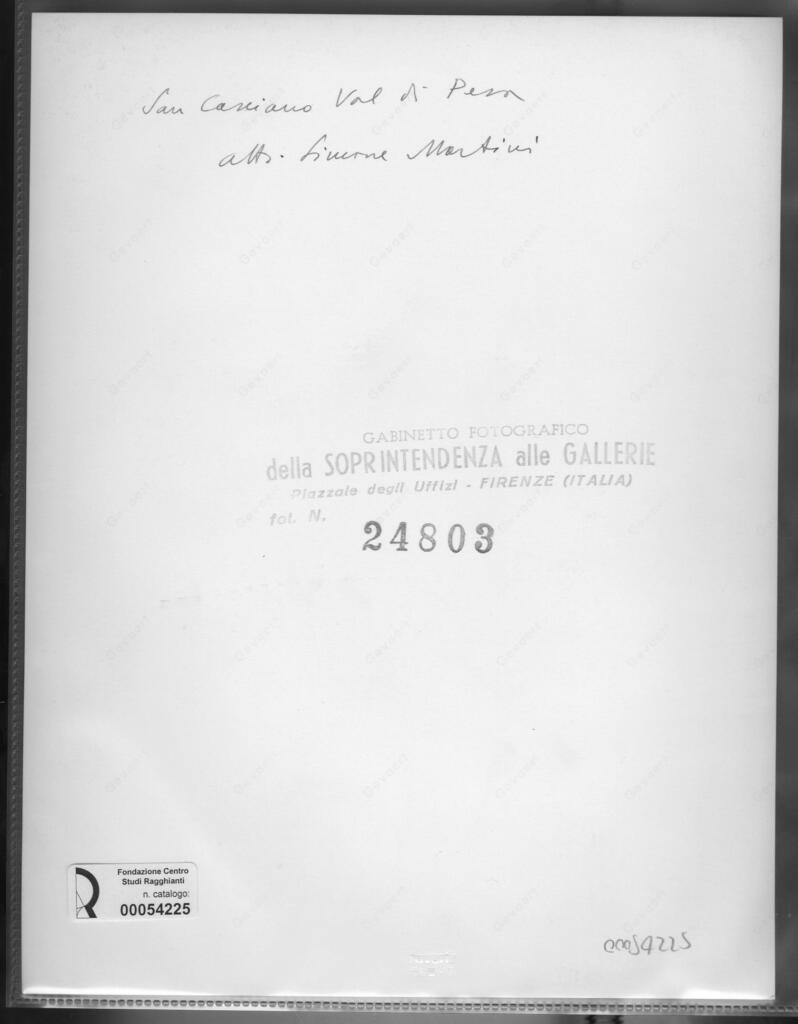 San Casciano Val di Pesa
attr. Simone Martini
GABINETTO FOTOGRAFICO
della SOPRINTENDENZA alle GALLERIE
Piazzale degli Uffizi - FIRENZE (ITALIA)
fot. N.
24803
Fondazione Centro
Studi Ragghianti
n. catalogo:
00054225
00054225